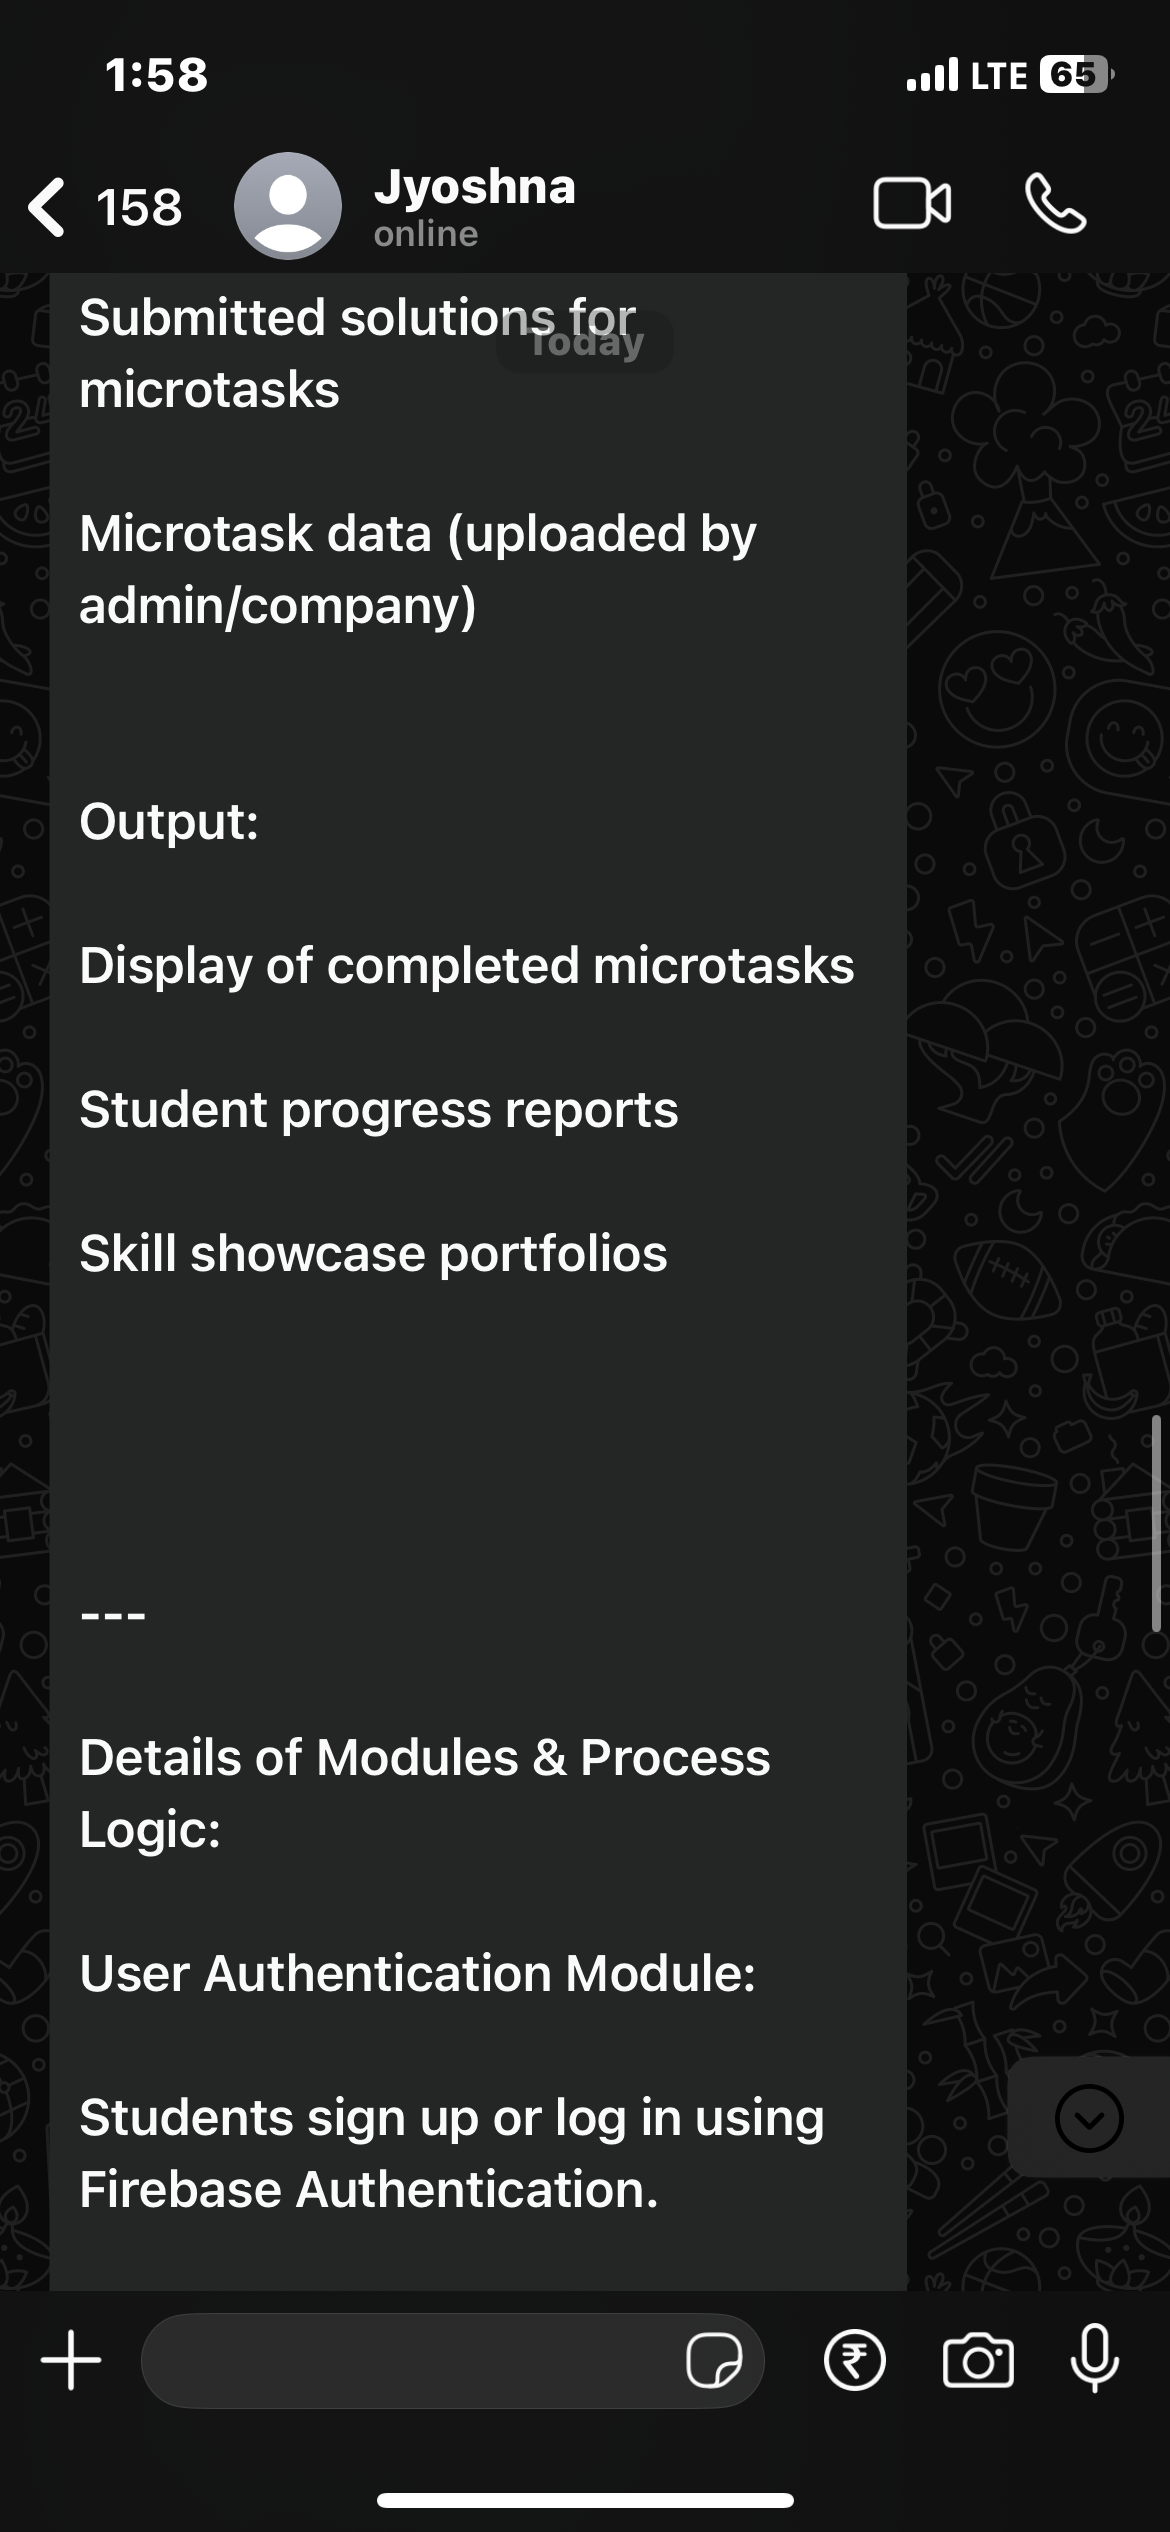 1:58
LTE 65
158
Jyoshna
online
Today
Submitted solutions for
microtasks
Microtask data (uploaded by
admin/company)
Output:
Display of completed microtasks
Student progress reports
Skill showcase portfolios
---
Details of Modules & Process
Logic:
User Authentication Module:
Students sign up or log in using
Firebase Authentication.